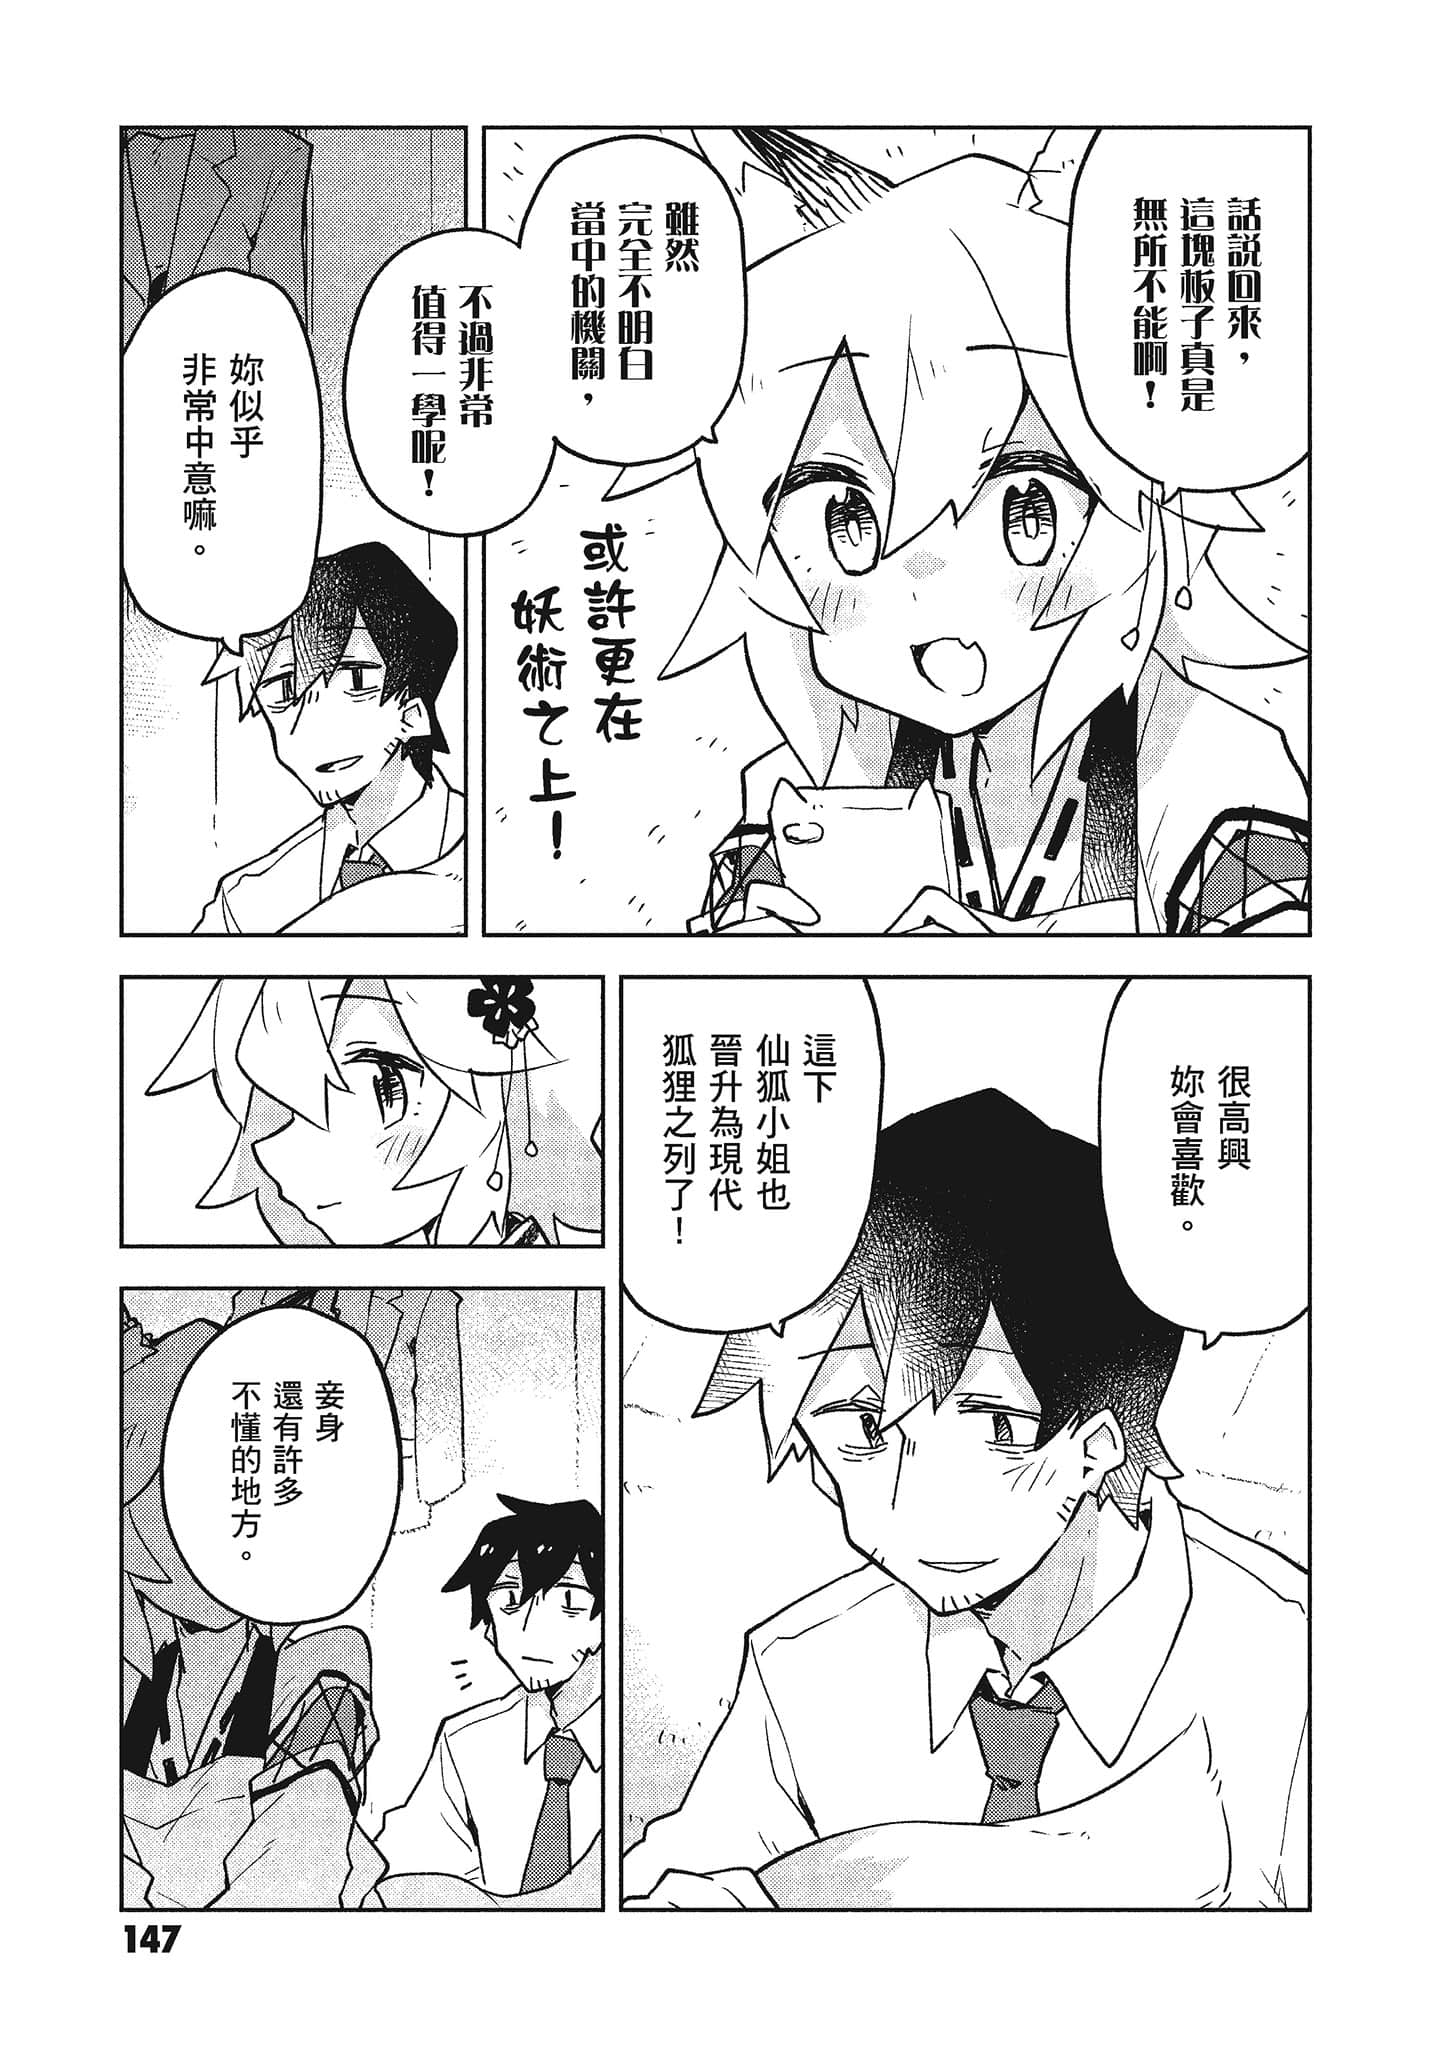 話說回來，
這塊板子真是
無所不能啊！
雖然
完全不明白
當中的機關，
不過非常
值得一學呢！
或許更在
妖術之上！
妳似乎
非常中意嘛。
很高興
妳會喜歡。
這下
仙狐小姐也
晉升為現代
狐狸之列了！
妾身
還有許多
不懂的地方。
147